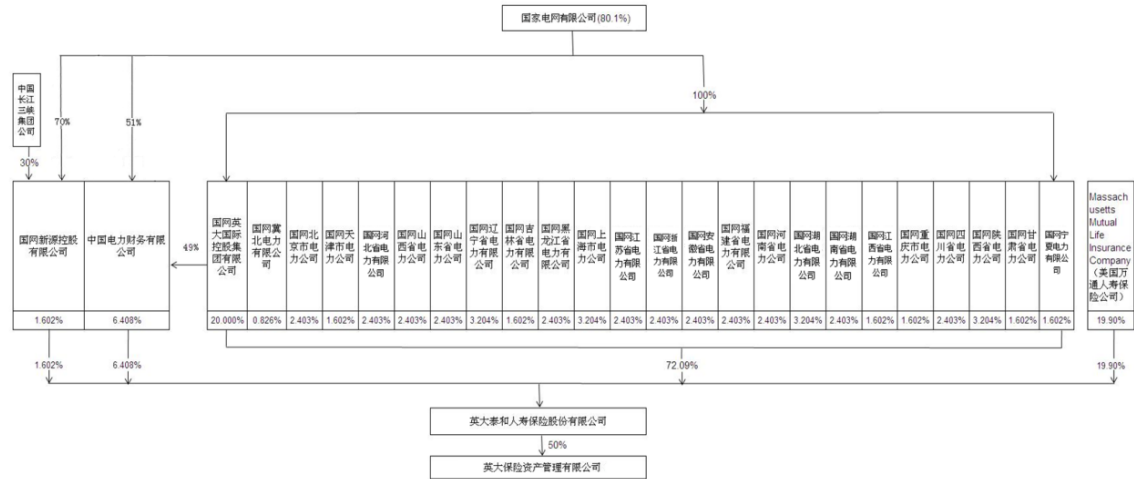 国家电网有限公司(80.1%)
中国
长江
三峡
集团
公司
70%
51%
100%
30%
国网新源控股
有限公司
中国电力财务有限公
司
49%
国网英
大国际
控股集
团有限
公司
国网冀
北电力
有限公
司
国网北
京市电
力公司
国网天
津市电
力公司
国网河
北省电
力有限
公司
国网山
西省电
力公司
国网山
东省电
力公司
国网辽
宁省电
力有限
公司
国网吉
林省电
力有限
公司
国网黑
龙江省
电力有
限公司
国网上
海市电
力公司
国网江
苏省电
力有限
公司
国网浙
江省电
力有限
公司
国网安
徽省电
力有限
公司
国网福
建省电
力有限
公司
国网河
南省电
力公司
国网湖
北省电
力有限
公司
国网湖
南省电
力有限
公司
国网江
西省电
力公司
国网重
庆市电
力公司
国网四
川省电
力公司
国网陕
西省电
力公司
国网甘
肃省电
力公司
国网宁
夏电力
有限公
司
Massach
usetts
Mutual
Life
Insurance
Company
（美国万
通人寿保
险公司）
1.602% 6.408% 20.000% 0.826% 2.403% 1.602% 2.403% 2.403% 2.403% 3.204% 1.602% 2.403% 3.204% 2.403% 2.403% 2.403% 2.403% 2.403% 3.204% 2.403% 1.602% 1.602% 2.403% 3.204% 1.602% 1.602% 19.90%
1.602% 6.408% 72.09% 19.90%
英大泰和人寿保险股份有限公司
50%
英大保险资产管理有限公司